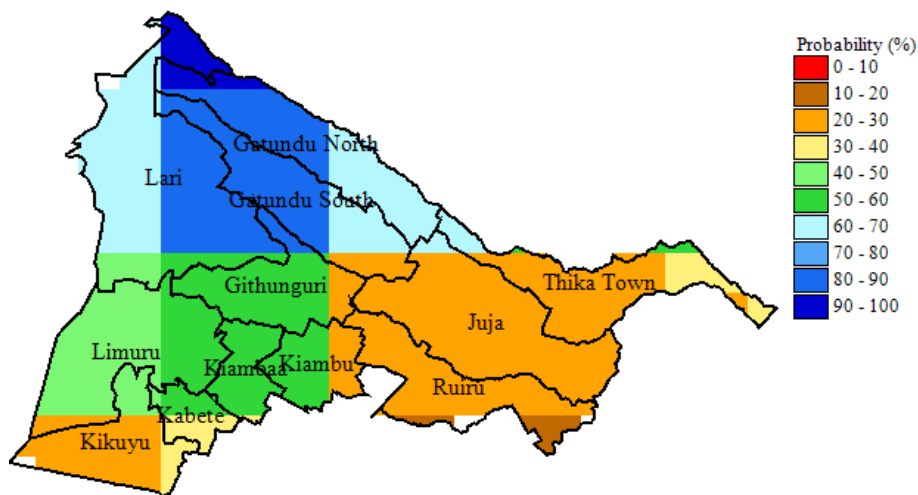 Probability (%)
0 - 10
10 - 20
20 - 30
30 - 40
40 - 50
50 - 60
60 - 70
70 - 80
80 - 90
90 - 100
Gatundu North
Lari
Gatundu South
Githunguri
Thika Town
Juja
Limuru
Kiambaa
Kiambu
Ruiru
Kabete
Kikuyu